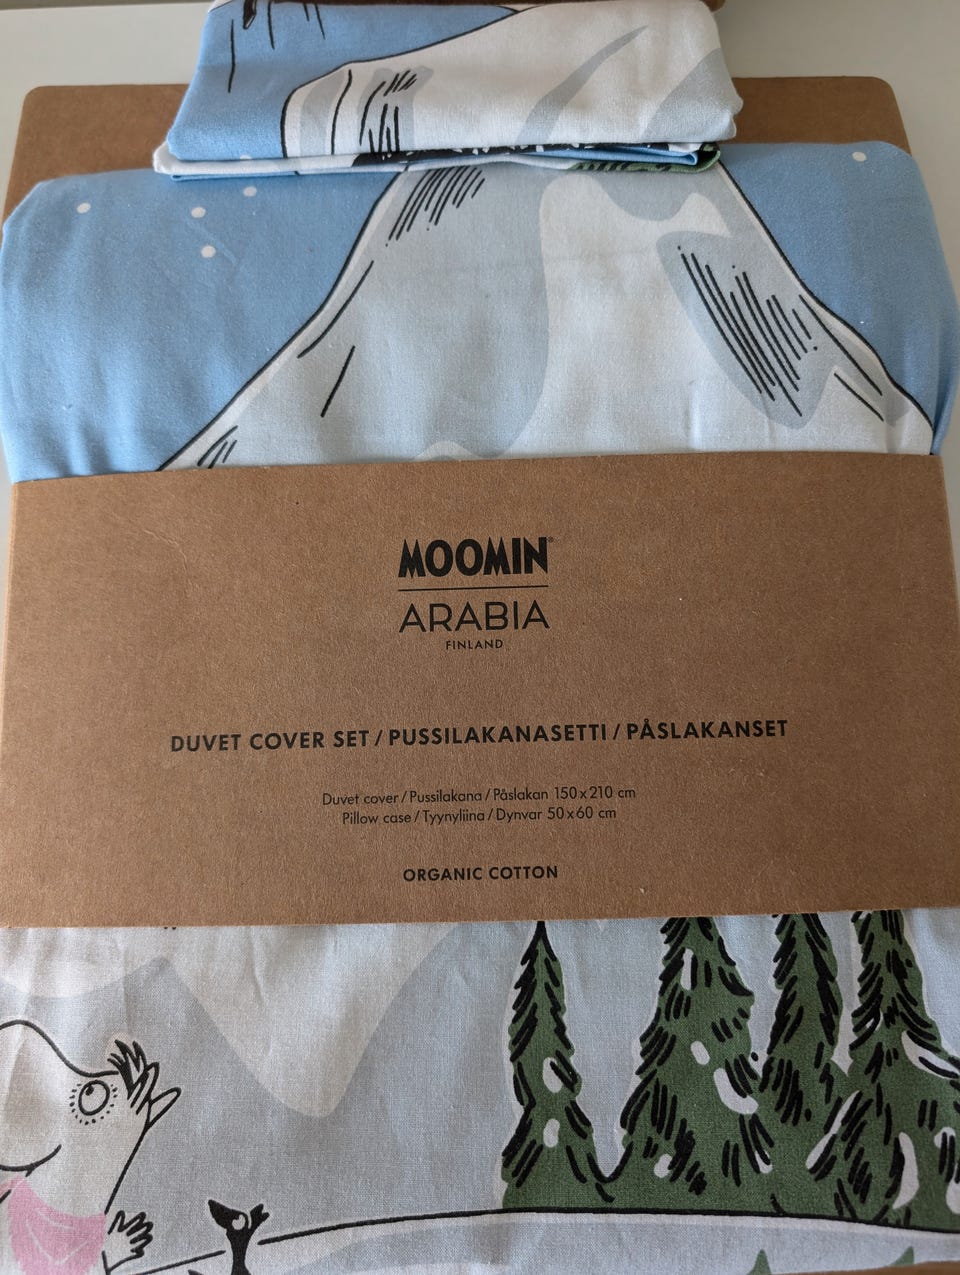 MOOMIN®
ARABIA
FINLAND
DUVET COVER SET / PUSSILAKANASETTI / PÅSLAKANSET
Duvet cover / Pussilakana / Påslakan 150 x 210 cm
Pillow case / Tyynyliina / Dynvar 50 x 60 cm
ORGANIC COTTON